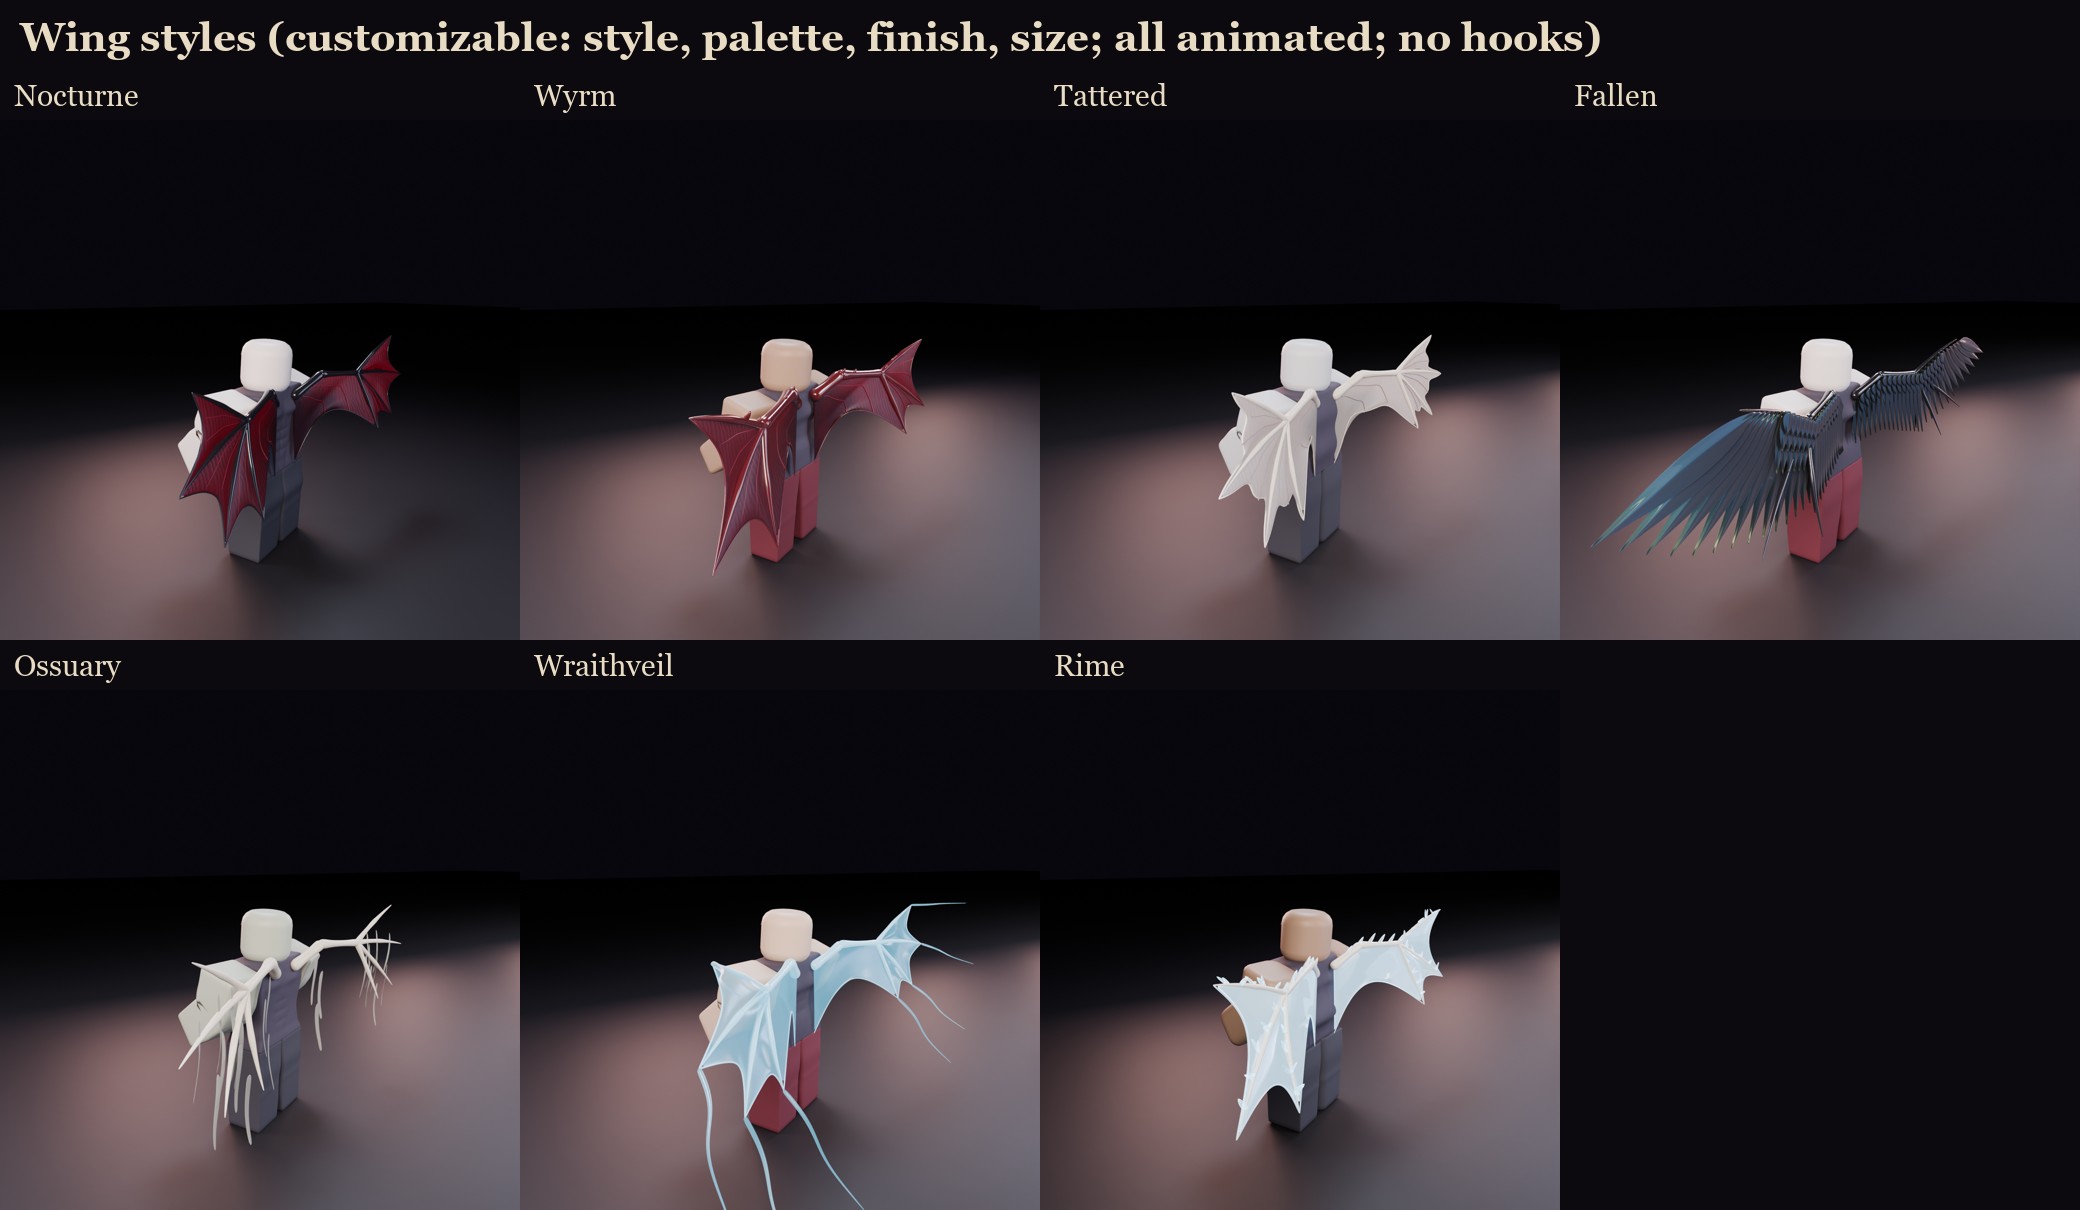 Wing styles (customizable: style, palette, finish, size; all animated; no hooks)
Nocturne
Wyrm
Tattered
Fallen
Ossuary
Wraithveil
Rime